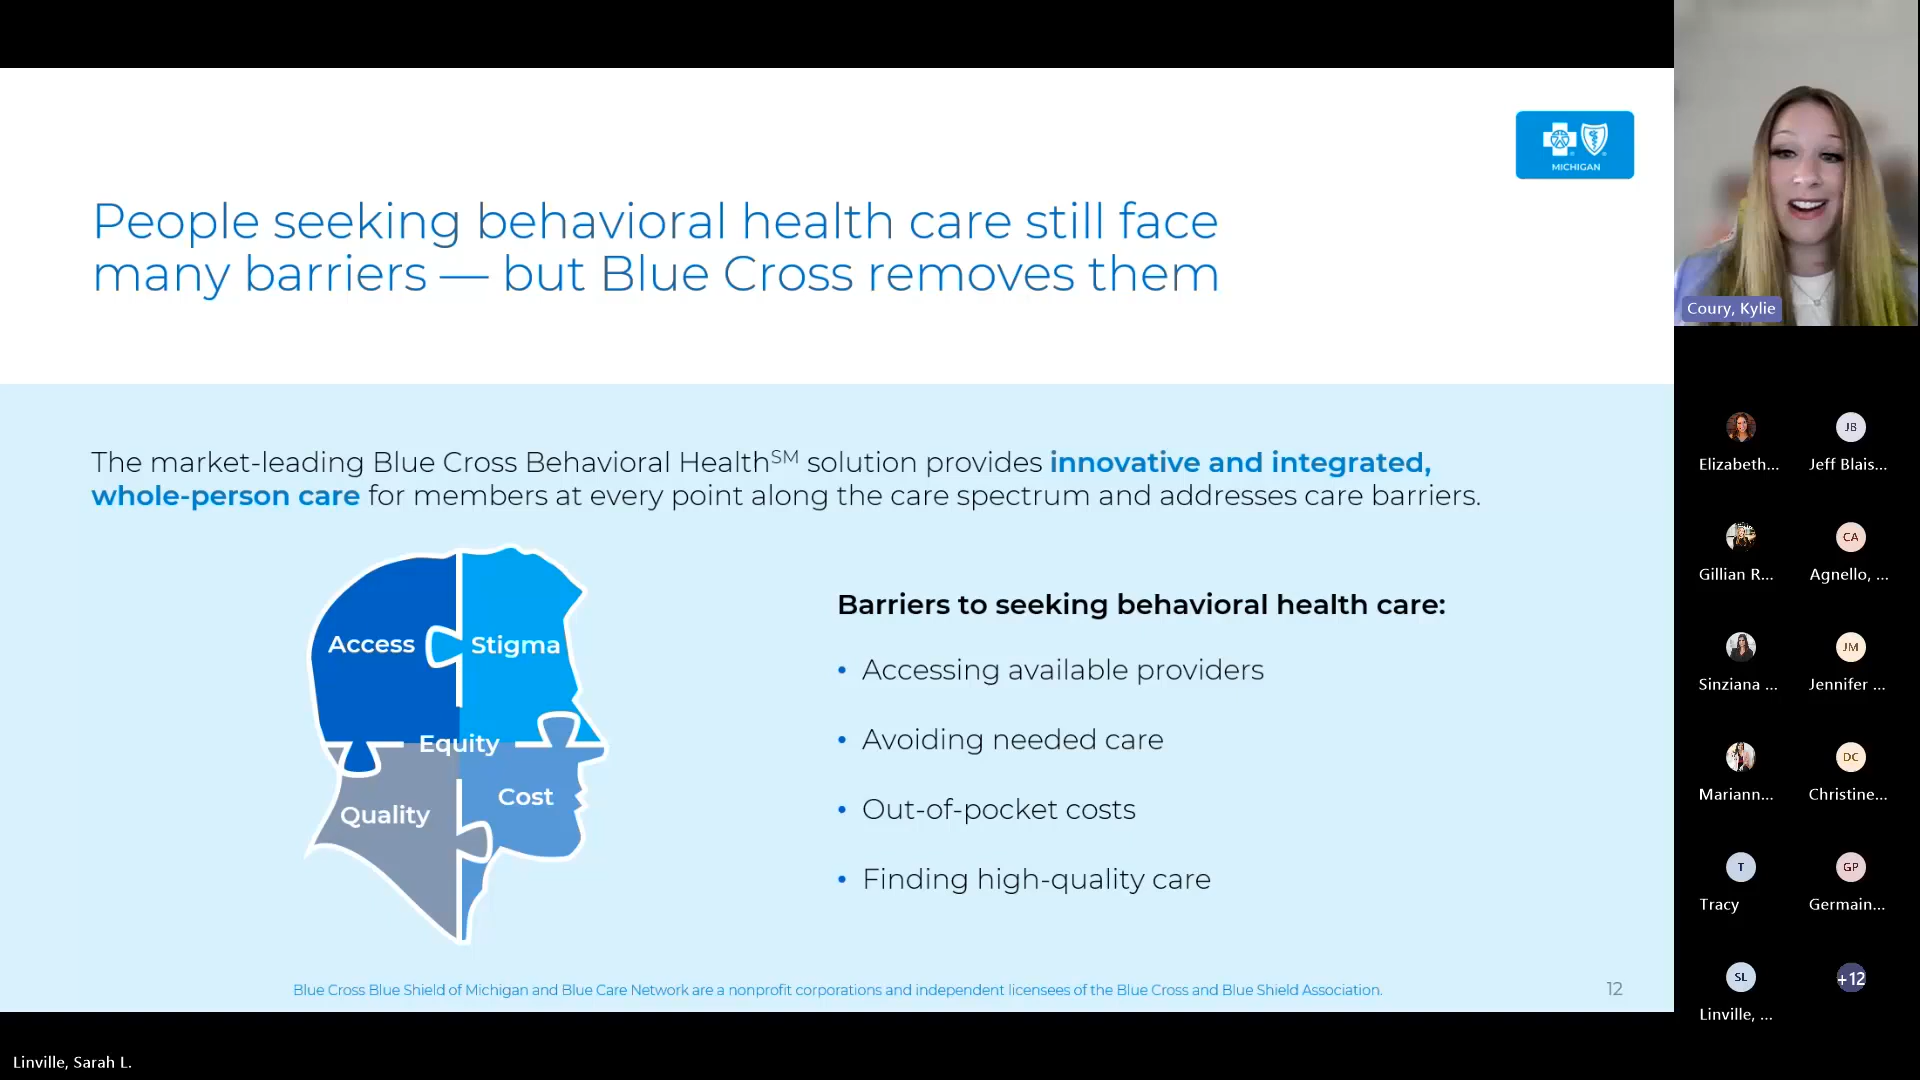 MICHIGAN
People seeking behavioral health care still face
many barriers — but Blue Cross removes them
The market-leading Blue Cross Behavioral Health℠ solution provides innovative and integrated,
whole-person care for members at every point along the care spectrum and addresses care barriers.
Access
Stigma
Equity
Quality
Cost
Barriers to seeking behavioral health care:
• Accessing available providers
• Avoiding needed care
• Out-of-pocket costs
• Finding high-quality care
Blue Cross Blue Shield of Michigan and Blue Care Network are a nonprofit corporations and independent licensees of the Blue Cross and Blue Shield Association.
12
Coury, Kylie
Elizabeth...
JB
Jeff Blais...
Gillian R...
CA
Agnello, ...
Sinziana ...
JM
Jennifer ...
Mariann...
DC
Christine...
T
Tracy
GP
Germain...
SL
Linville, ...
+12
Linville, Sarah L.